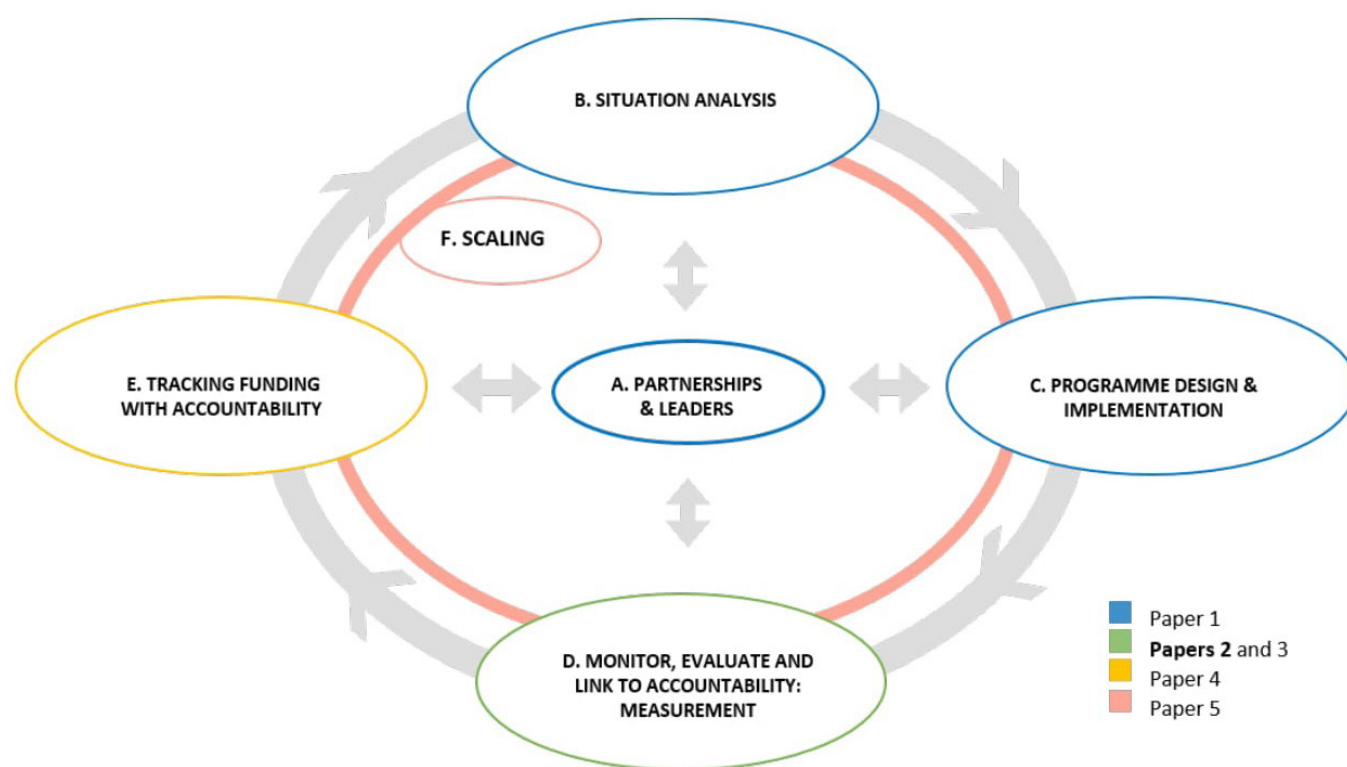 B. SITUATION ANALYSIS
F. SCALING
E. TRACKING FUNDING
WITH ACCOUNTABILITY
A. PARTNERSHIPS
& LEADERS
C. PROGRAMME DESIGN &
IMPLEMENTATION
D. MONITOR, EVALUATE AND
LINK TO ACCOUNTABILITY:
MEASUREMENT
Paper 1
Papers 2 and 3
Paper 4
Paper 5